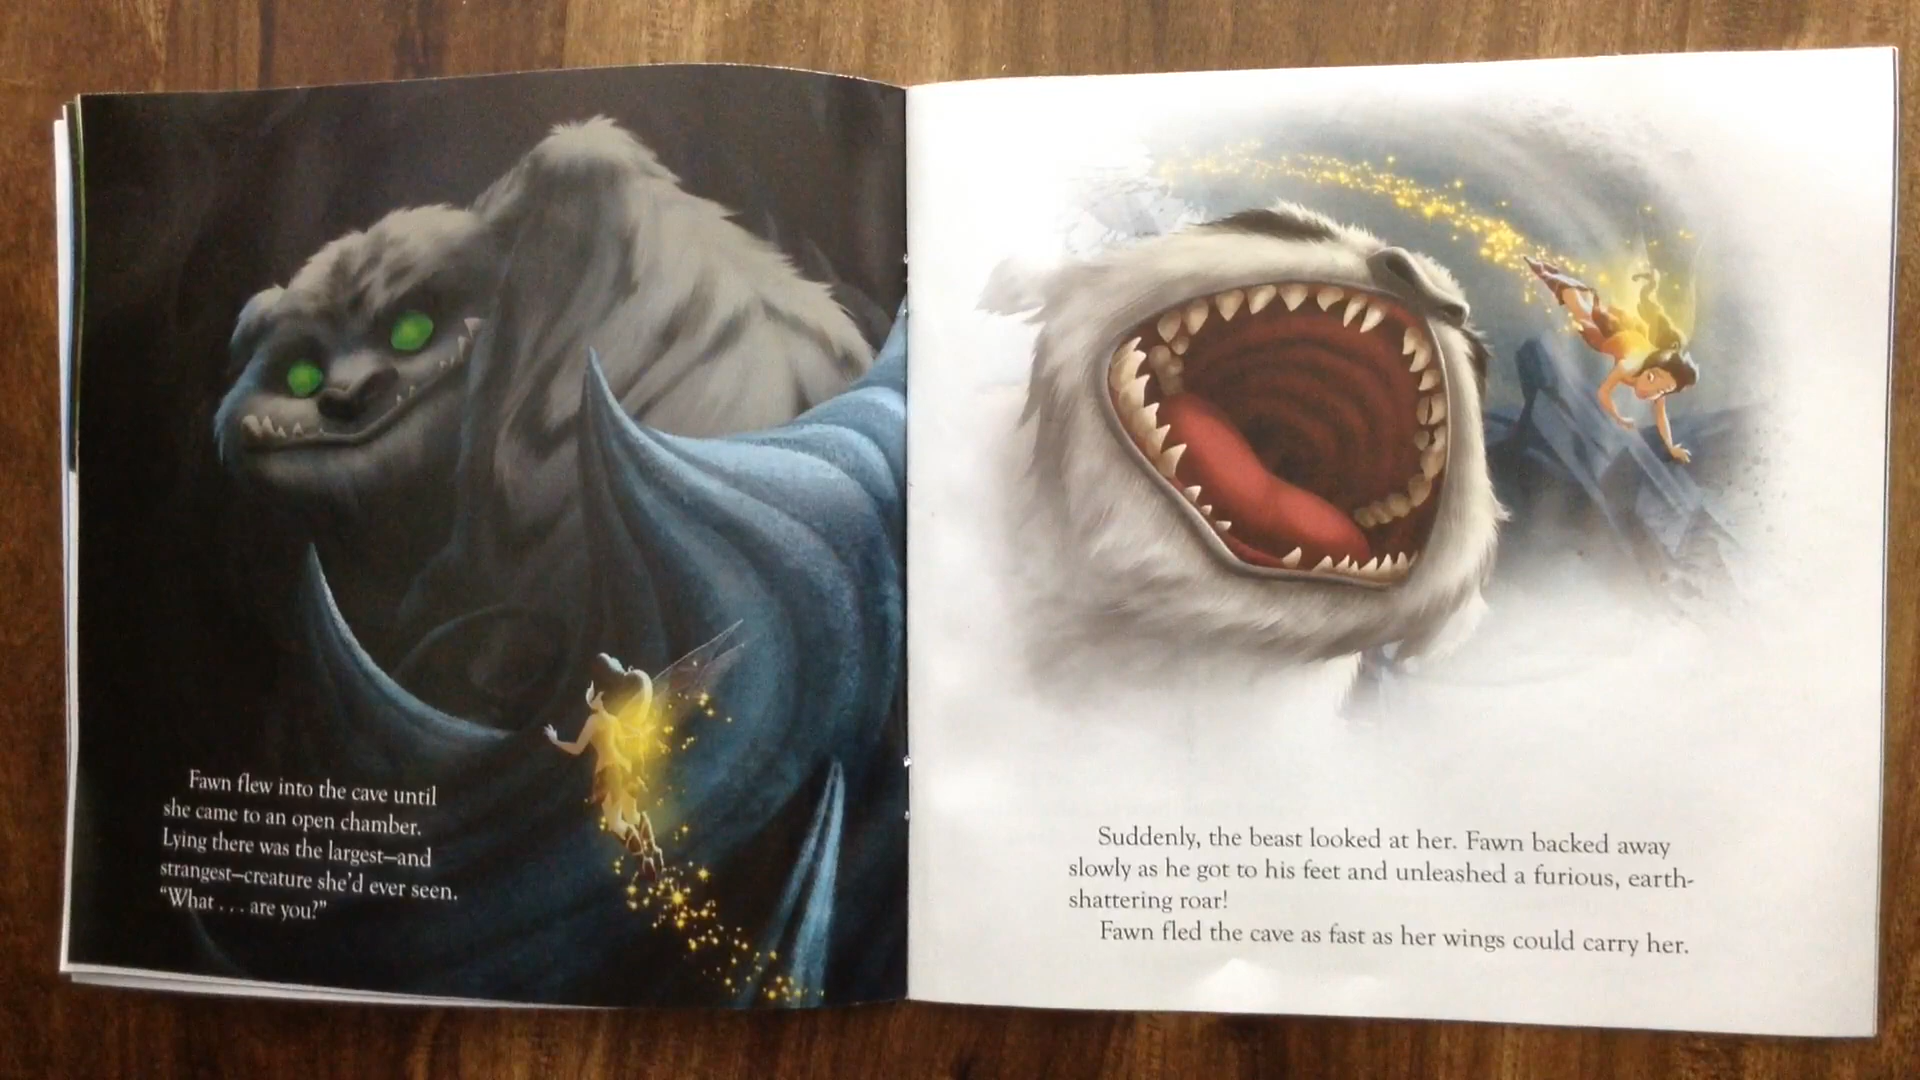 Fawn flew into the cave until
she came to an open chamber.
Lying there was the largest—and
strangest—creature she'd ever seen.
"What . . . are you?"
Suddenly, the beast looked at her. Fawn backed away
slowly as he got to his feet and unleashed a furious, earth-
shattering roar!
Fawn fled the cave as fast as her wings could carry her.